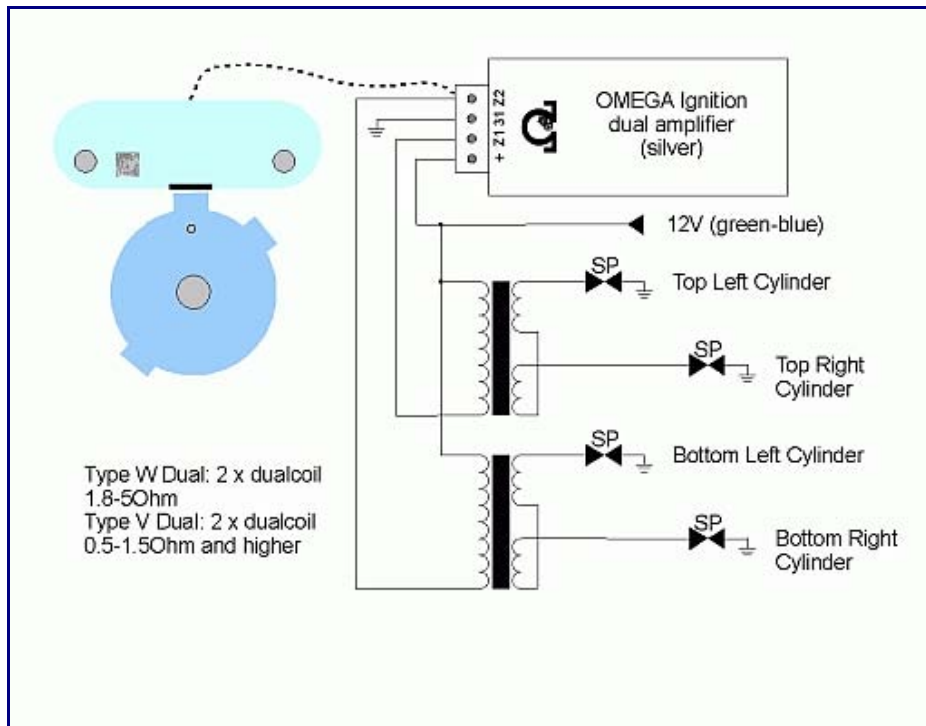 OMEGA Ignition
dual amplifier
(silver)
+ Z1 31 Z2
12V (green-blue)
SP
Top Left Cylinder
SP
Top Right
Cylinder
SP
Bottom Left Cylinder
SP
Bottom Right
Cylinder
Type W Dual: 2 x dualcoil
1.8-5Ohm
Type V Dual: 2 x dualcoil
0.5-1.5Ohm and higher